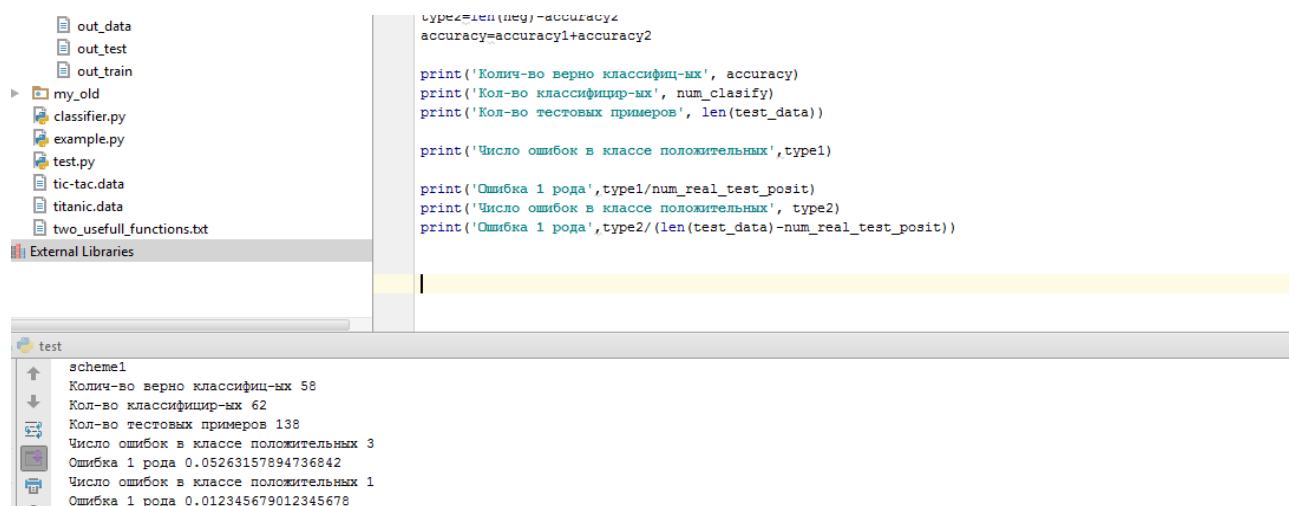 out_data
out_test
out_train
my_old
classifier.py
example.py
test.py
tic-tac.data
titanic.data
two_usefull_functions.txt
External Libraries
type2=len(neg)-accuracy2
accuracy=accuracy1+accuracy2
print('Колич-во верно классифиц-ых', accuracy)
print('Кол-во классифицир-ых', num_clasify)
print('Кол-во тестовых примеров', len(test_data))
print('Число ошибок в классе положительных',type1)
print('Ошибка 1 рода',type1/num_real_test_posit)
print('Число ошибок в классе положительных', type2)
print('Ошибка 1 рода',type2/(len(test_data)-num_real_test_posit))
test
scheme1
Колич-во верно классифиц-ых 58
Кол-во классифицир-ых 62
Кол-во тестовых примеров 138
Число ошибок в классе положительных 3
Ошибка 1 рода 0.05263157894736842
Число ошибок в классе положительных 1
Ошибка 1 рода 0.012345679012345678